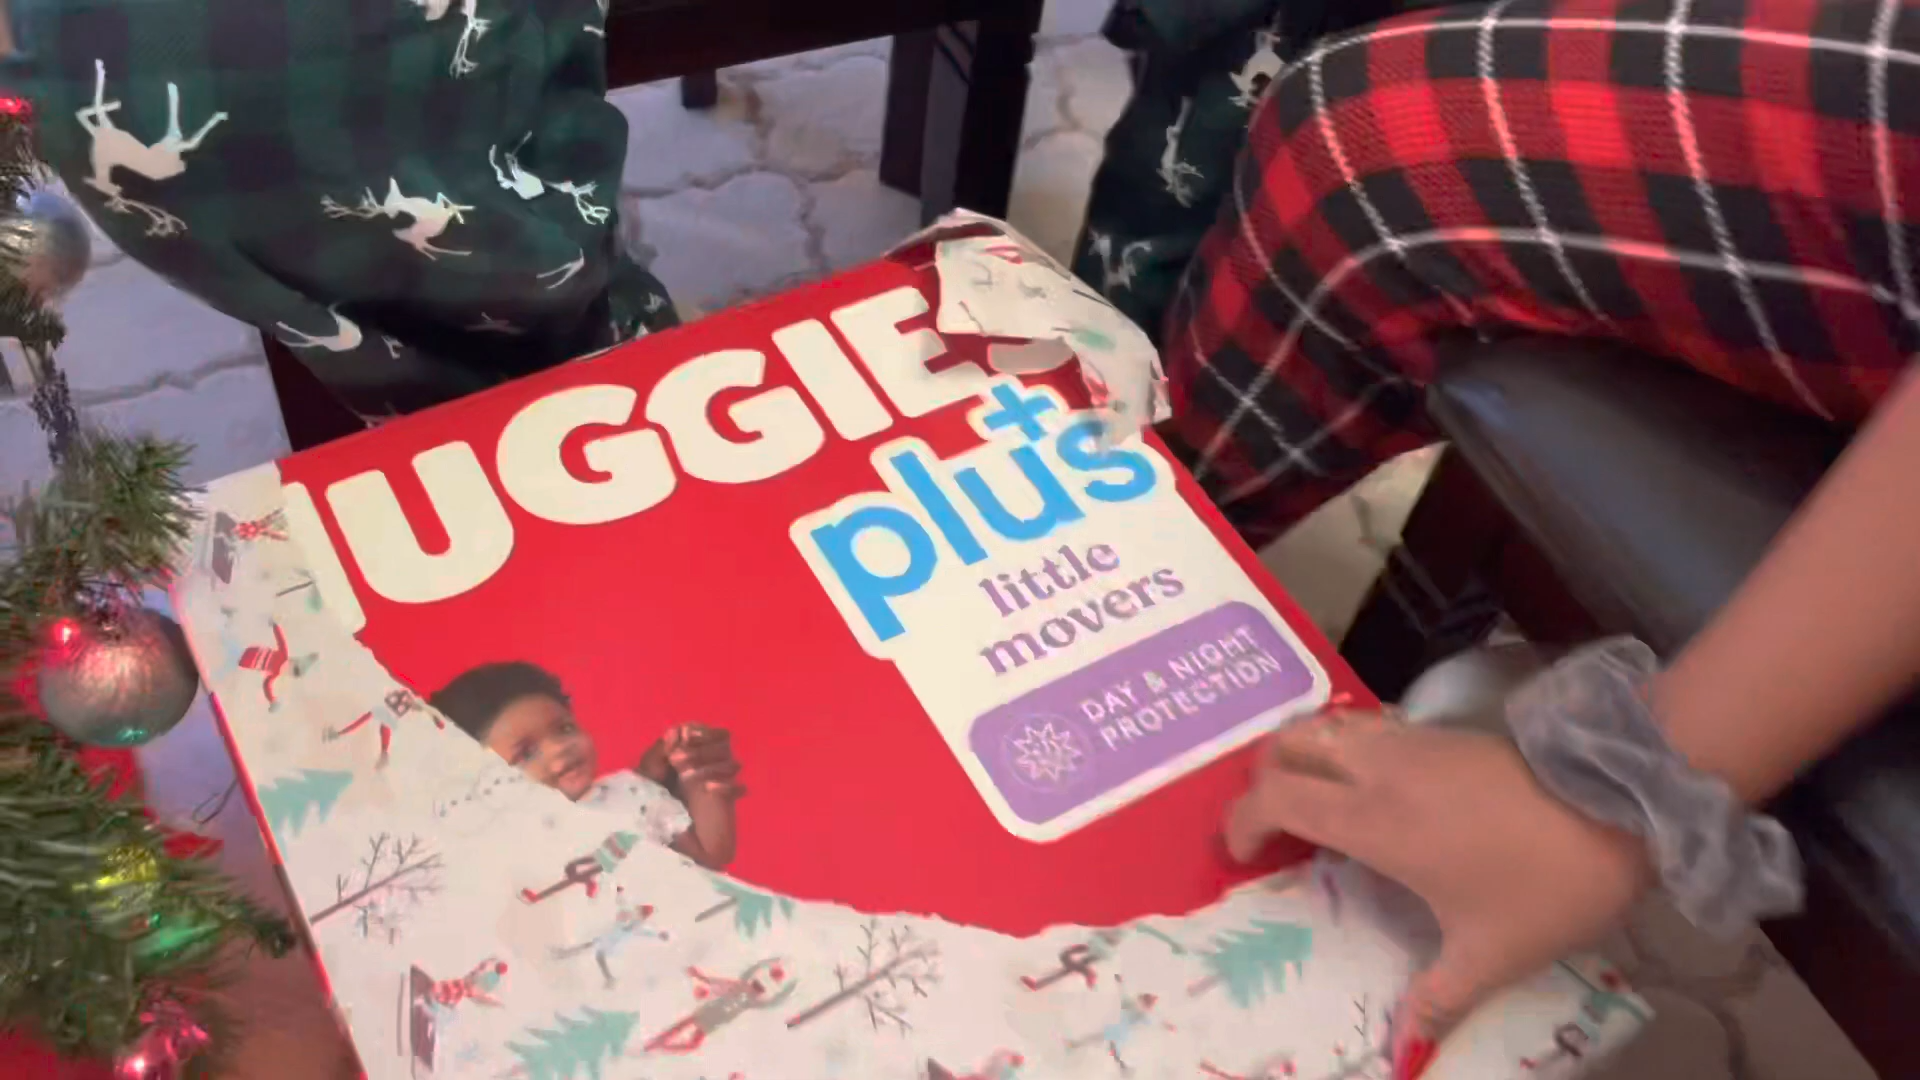 UGGIE
plus+
little
movers
DAY & NIGHT
PROTECTION